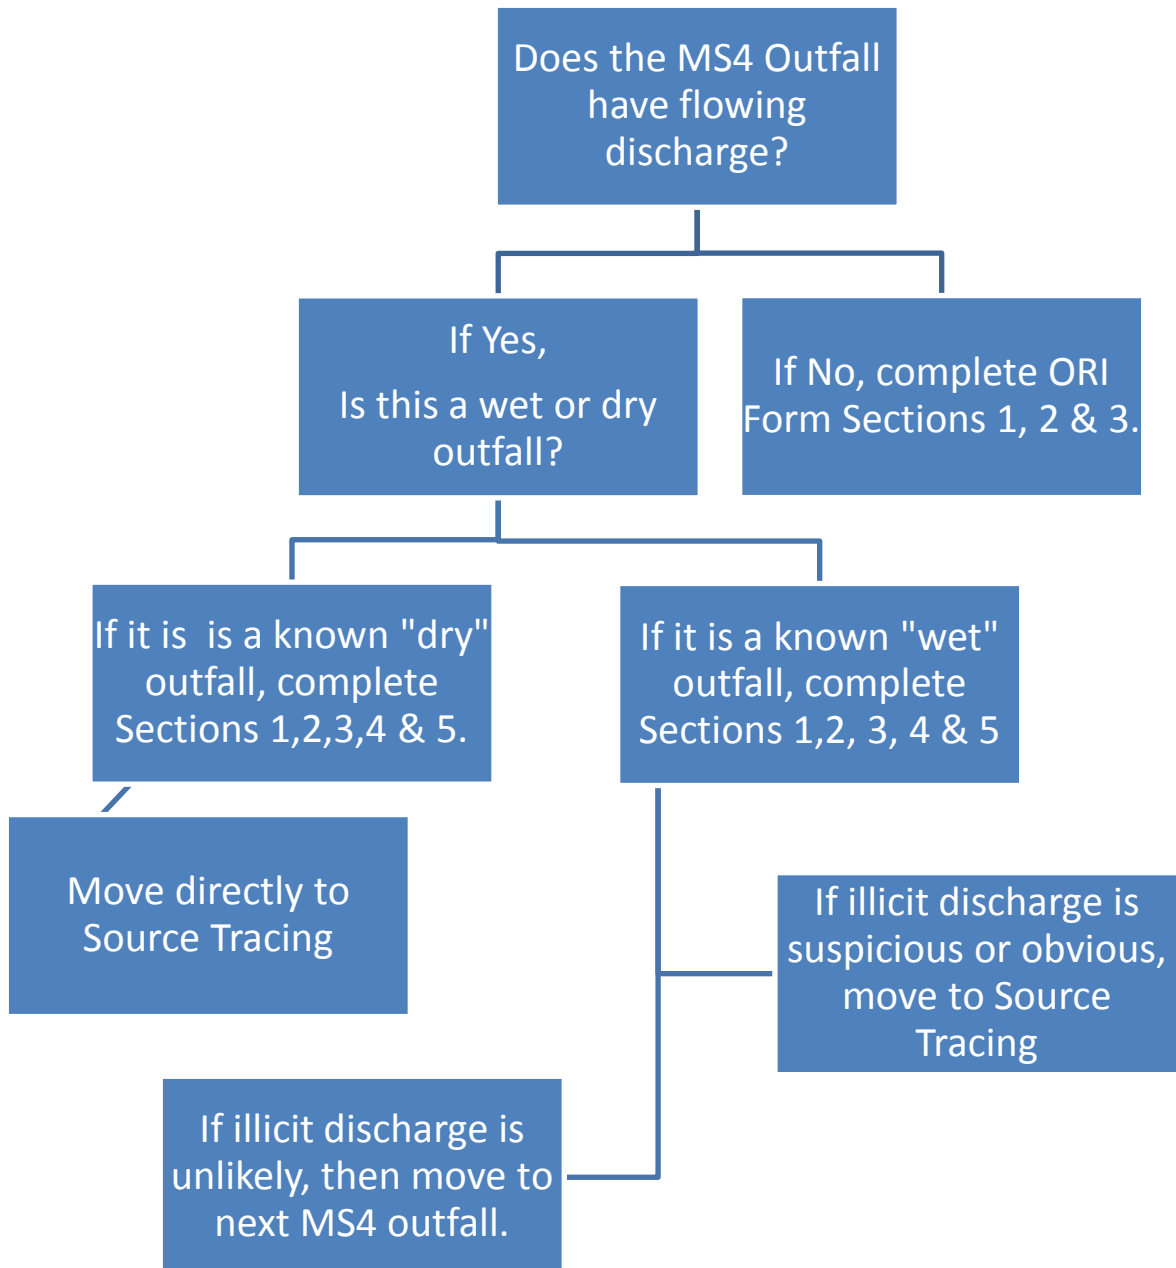 Does the MS4 Outfall
have flowing
discharge?
If Yes,
Is this a wet or dry
outfall?
If No, complete ORI
Form Sections 1, 2 & 3.
If it is  is a known "dry"
outfall, complete
Sections 1,2,3,4 & 5.
If it is a known "wet"
outfall, complete
Sections 1,2, 3, 4 & 5
Move directly to
Source Tracing
If illicit discharge is
suspicious or obvious,
move to Source
Tracing
If illicit discharge is
unlikely, then move to
next MS4 outfall.